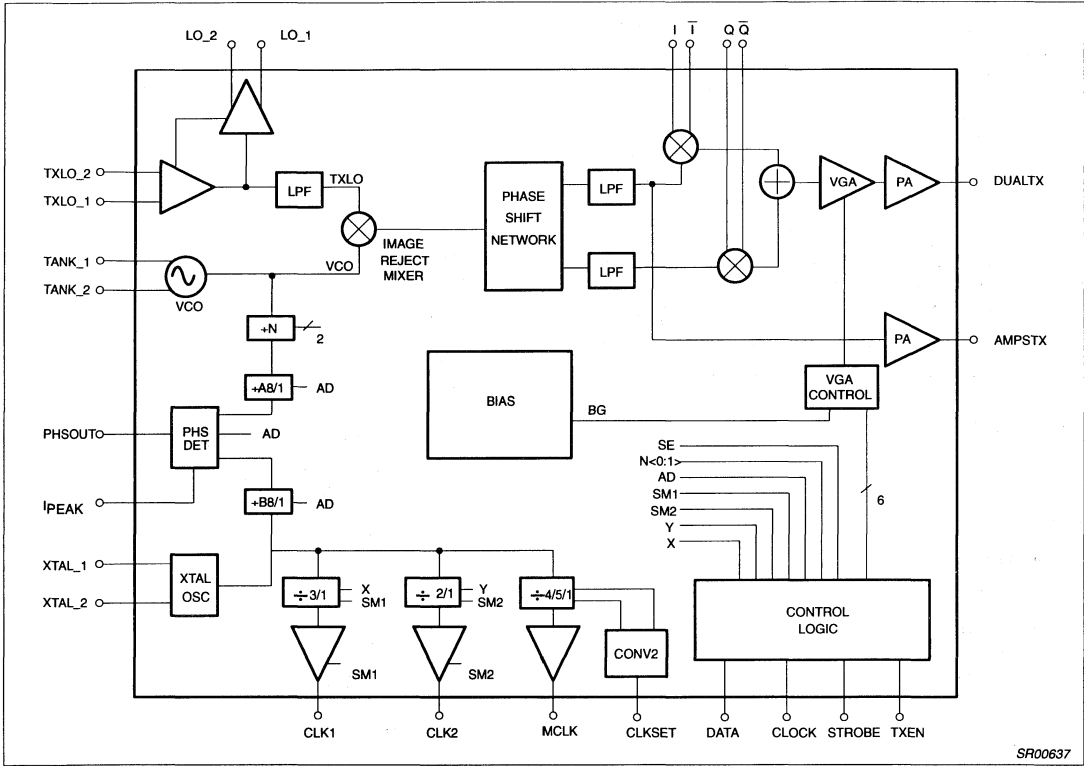 LO_2 LO_1
I I̅ Q Q̅
TXLO_2
TXLO_1
LPF
TXLO
IMAGE
REJECT
MIXER
PHASE
SHIFT
NETWORK
LPF
LPF
VGA
PA
DUALTX
TANK_1
TANK_2
VCO
VCO
+N
2
+A8/1
AD
PHSOUT
PHS
DET
AD
IPEAK
+B8/1
AD
BIAS
BG
PA
AMPSTX
VGA
CONTROL
6
SE
N<0:1>
AD
SM1
SM2
Y
X
XTAL_1
XTAL_2
XTAL
OSC
÷3/1
X
SM1
÷ 2/1
Y
SM2
÷4/5/1
CONV2
CONTROL
LOGIC
SM1
SM2
CLK1
CLK2
MCLK
CLKSET
DATA
CLOCK
STROBE
TXEN
SR00637